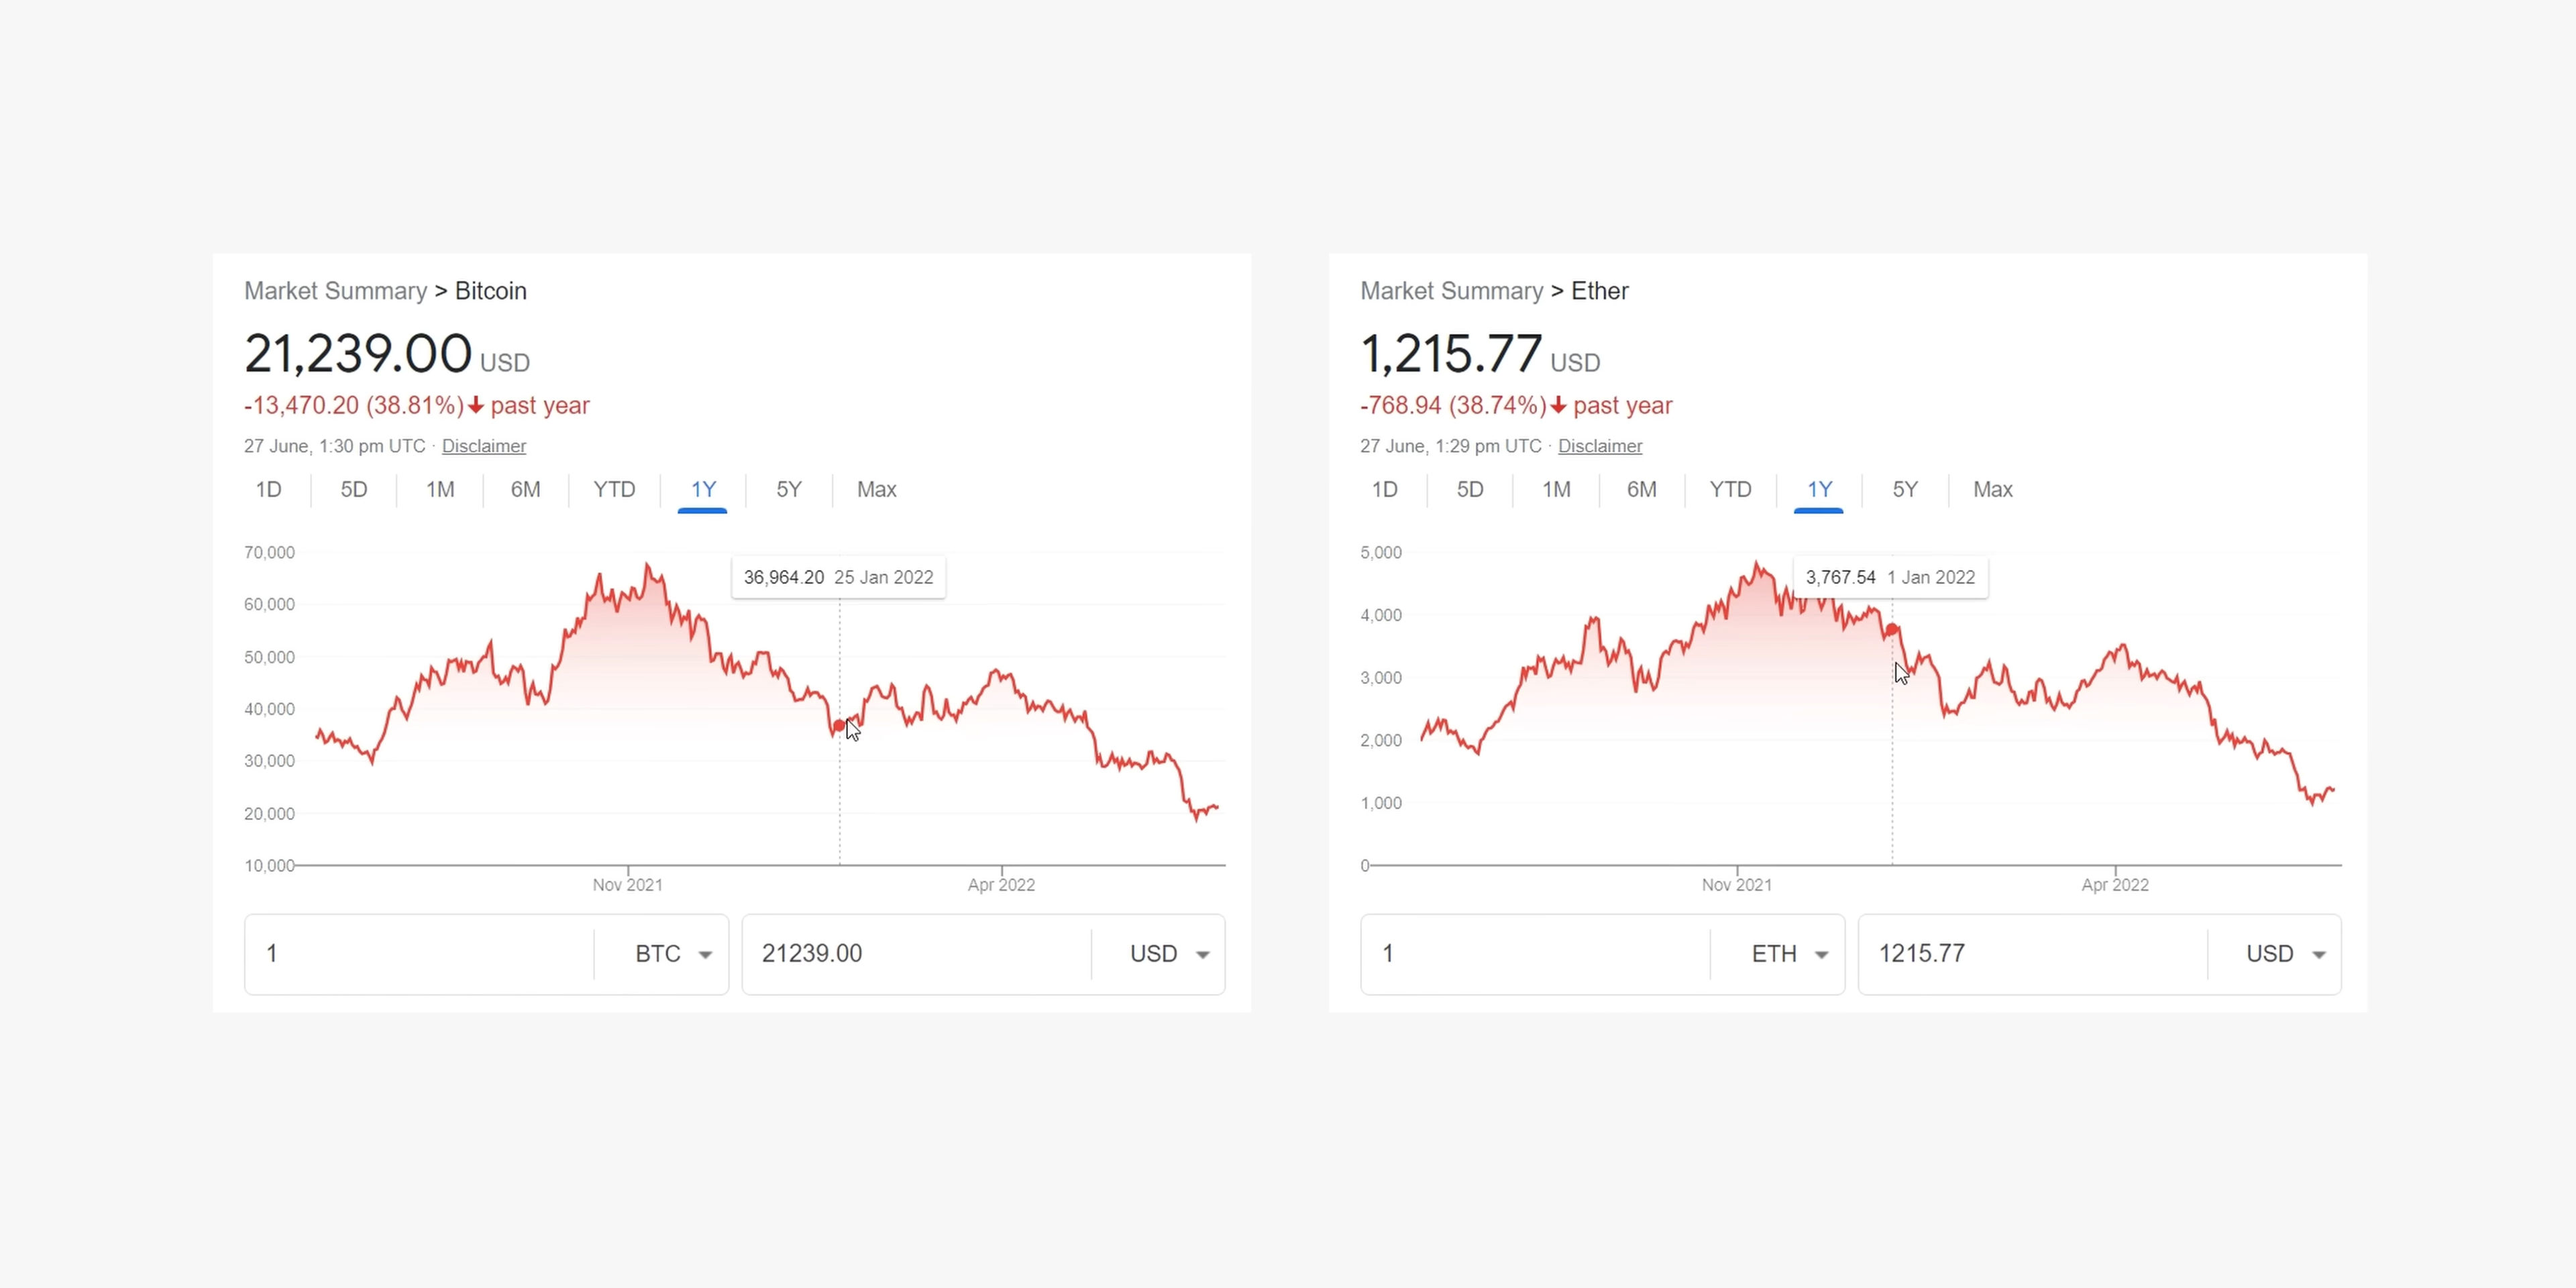 Market Summary > Bitcoin
21,239.00 USD
-13,470.20 (38.81%) past year
27 June, 1:30 pm UTC · Disclaimer
1D 5D 1M 6M YTD 1Y 5Y Max
70,000
36,964.20 25 Jan 2022
60,000
50,000
40,000
30,000
20,000
10,000
Nov 2021 Apr 2022
1 BTC 21239.00 USD
Market Summary > Ether
1,215.77 USD
-768.94 (38.74%) past year
27 June, 1:29 pm UTC · Disclaimer
1D 5D 1M 6M YTD 1Y 5Y Max
5,000
3,767.54 1 Jan 2022
4,000
3,000
2,000
1,000
0
Nov 2021 Apr 2022
1 ETH 1215.77 USD